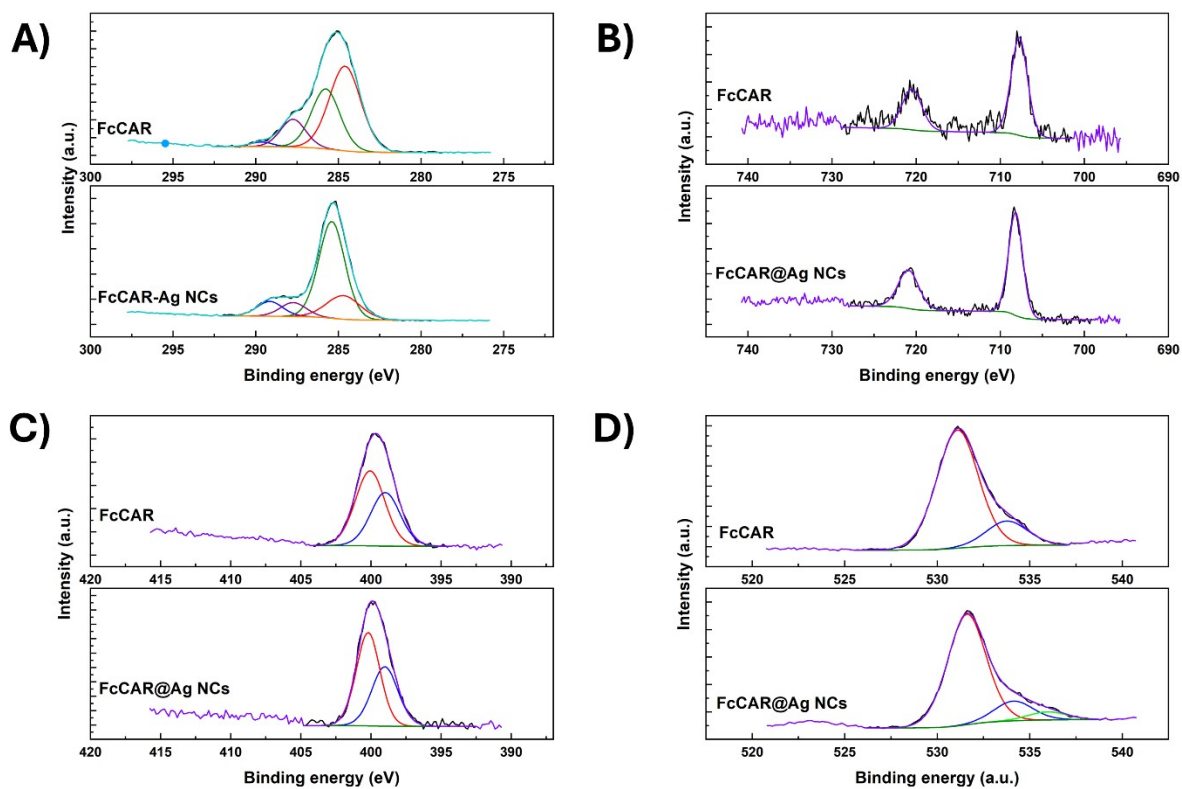 A)
FcCAR
300 295 290 285 280 275
FcCAR-Ag NCs
300 295 290 285 280 275
Intensity (a.u.)
Binding energy (eV)
B)
FcCAR
740 730 720 710 700 690
FcCAR@Ag NCs
740 730 720 710 700 690
Intensity (a.u.)
Binding energy (eV)
C)
FcCAR
420 415 410 405 400 395 390
FcCAR@Ag NCs
420 415 410 405 400 395 390
Intensity (a.u.)
Binding energy (eV)
D)
FcCAR
520 525 530 535 540
FcCAR@Ag NCs
520 525 530 535 540
Intensity (a.u.)
Binding energy (a.u.)